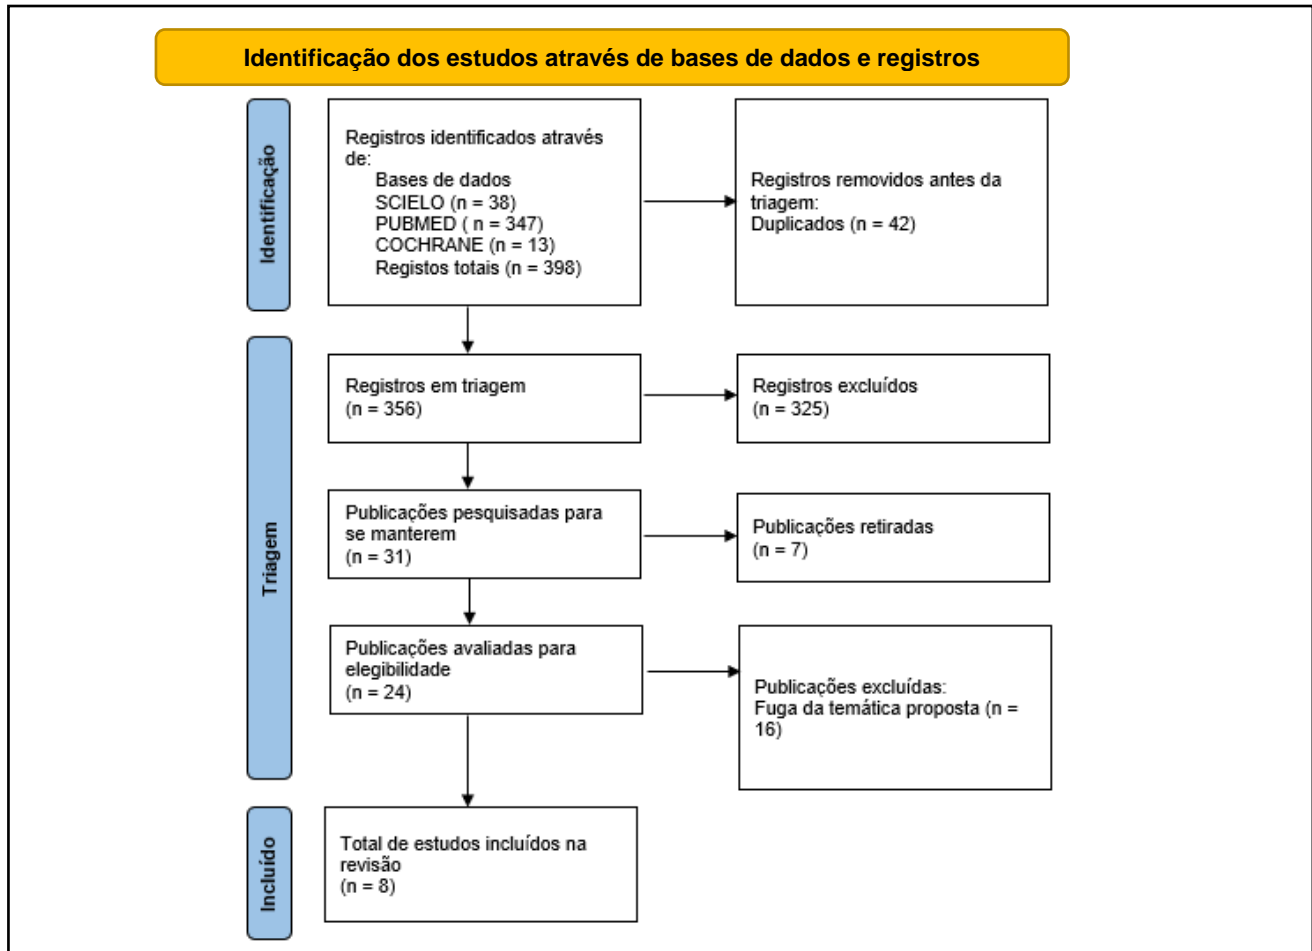 Identificação dos estudos através de bases de dados e registros
Identificação
Registros identificados através
de:
Bases de dados
SCIELO (n = 38)
PUBMED ( n = 347)
COCHRANE (n = 13)
Registos totais (n = 398)
Registros removidos antes da
triagem:
Duplicados (n = 42)
Triagem
Registros em triagem
(n = 356)
Registros excluídos
(n = 325)
Publicações pesquisadas para
se manterem
(n = 31)
Publicações retiradas
(n = 7)
Publicações avaliadas para
elegibilidade
(n = 24)
Publicações excluídas:
Fuga da temática proposta (n =
16)
Incluído
Total de estudos incluídos na
revisão
(n = 8)